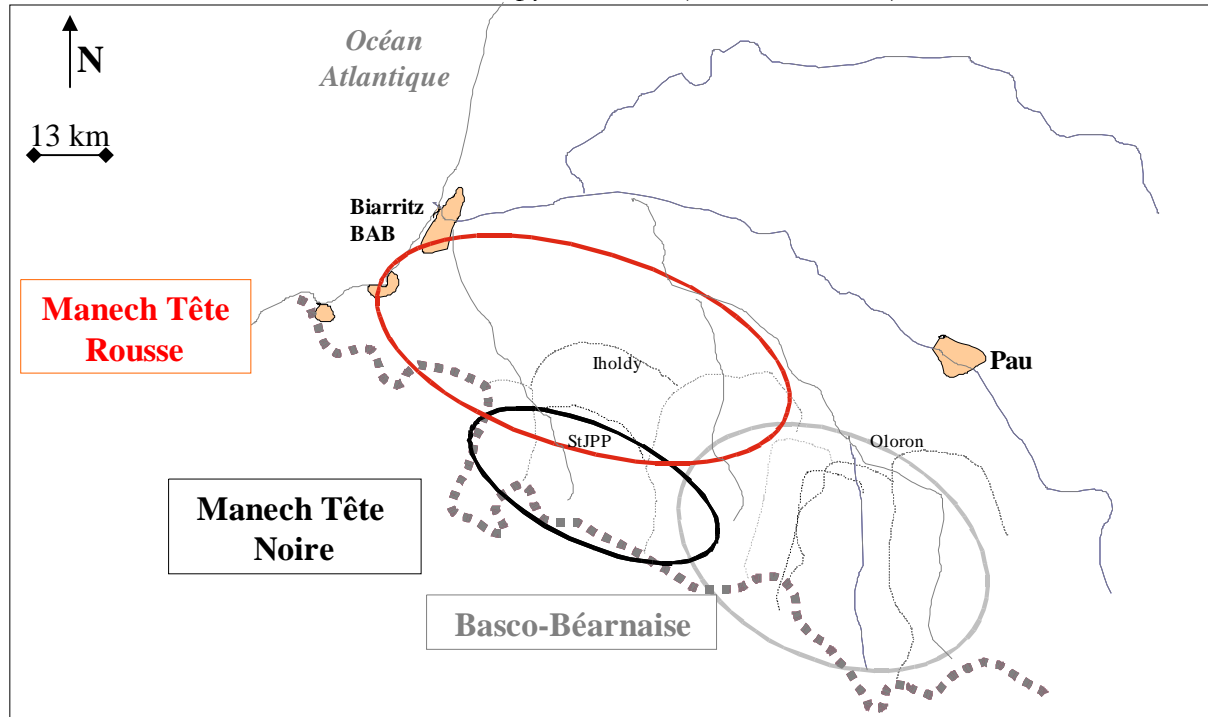 N
Océan
Atlantique
13 km
Biarritz
BAB
Manech Tête
Rousse
Pau
Iholdy
StJPP
Oloron
Manech Tête
Noire
Basco-Béarnaise